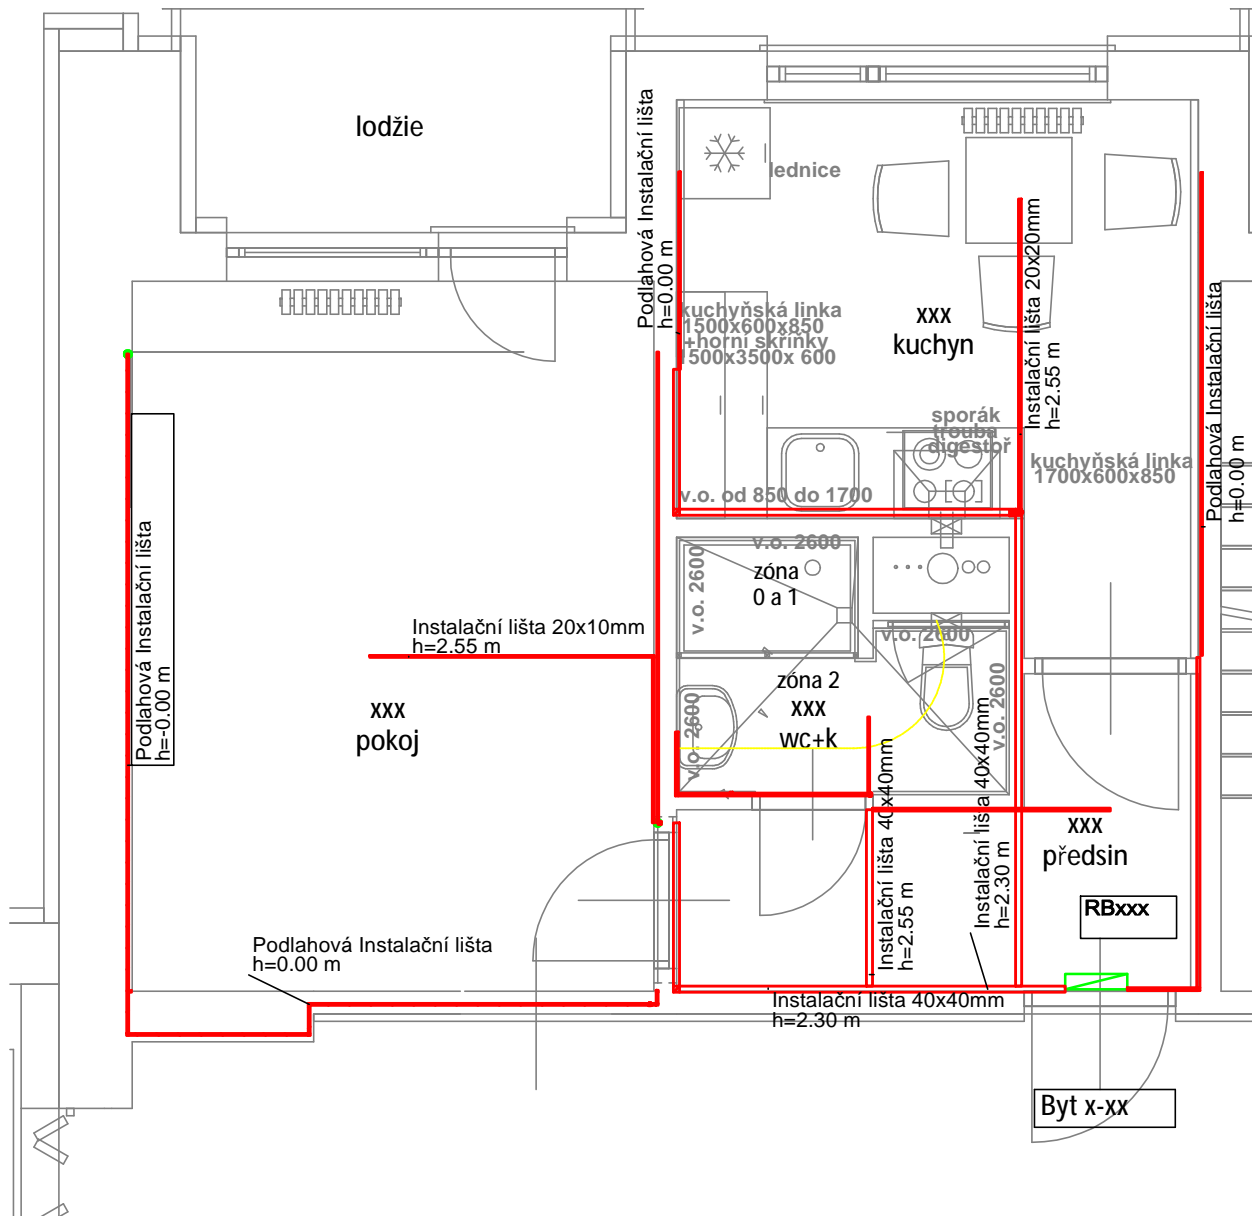 lodžie
Podlahová Instalační lišta
h=0.00 m
lednice
Instalační lišta 20x20mm
h=2.55 m
Podlahová Instalační lišta
h=0.00 m
kuchyňská linka
1500x600x850
+horní skříňky
1500x3500x 600
xxx
kuchyn
sporák
trouba
digestoř
kuchyňská linka
1700x600x850
v.o. od 850 do 1700
Podlahová Instalační lišta
h=-0.00 m
v.o. 2600
v.o. 2600
zóna
0 a 1
Instalační lišta 20x10mm
h=2.55 m
v.o. 2600
v.o. 2600
v.o. 2600
zóna 2
xxx
wc+k
xxx
pokoj
Instalační lišta 40x40mm
h=2.55 m
Instalační lišta 40x40mm
h=2.30 m
xxx
předsin
RBxxx
Podlahová Instalační lišta
h=0.00 m
Instalační lišta 40x40mm
h=2.30 m
Byt x-xx